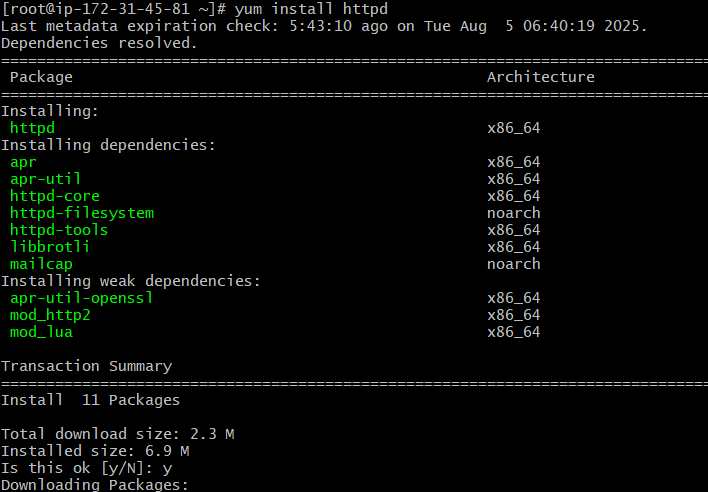 [root@ip-172-31-45-81 ~]# yum install httpd
Last metadata expiration check: 5:43:10 ago on Tue Aug  5 06:40:19 2025.
Dependencies resolved.
================================================================================
 Package                                              Architecture
================================================================================
Installing:
 httpd                                                x86_64
Installing dependencies:
 apr                                                  x86_64
 apr-util                                             x86_64
 httpd-core                                           x86_64
 httpd-filesystem                                     noarch
 httpd-tools                                          x86_64
 libbrotli                                            x86_64
 mailcap                                              noarch
Installing weak dependencies:
 apr-util-openssl                                     x86_64
 mod_http2                                            x86_64
 mod_lua                                              x86_64

Transaction Summary
================================================================================
Install  11 Packages

Total download size: 2.3 M
Installed size: 6.9 M
Is this ok [y/N]: y
Downloading Packages: